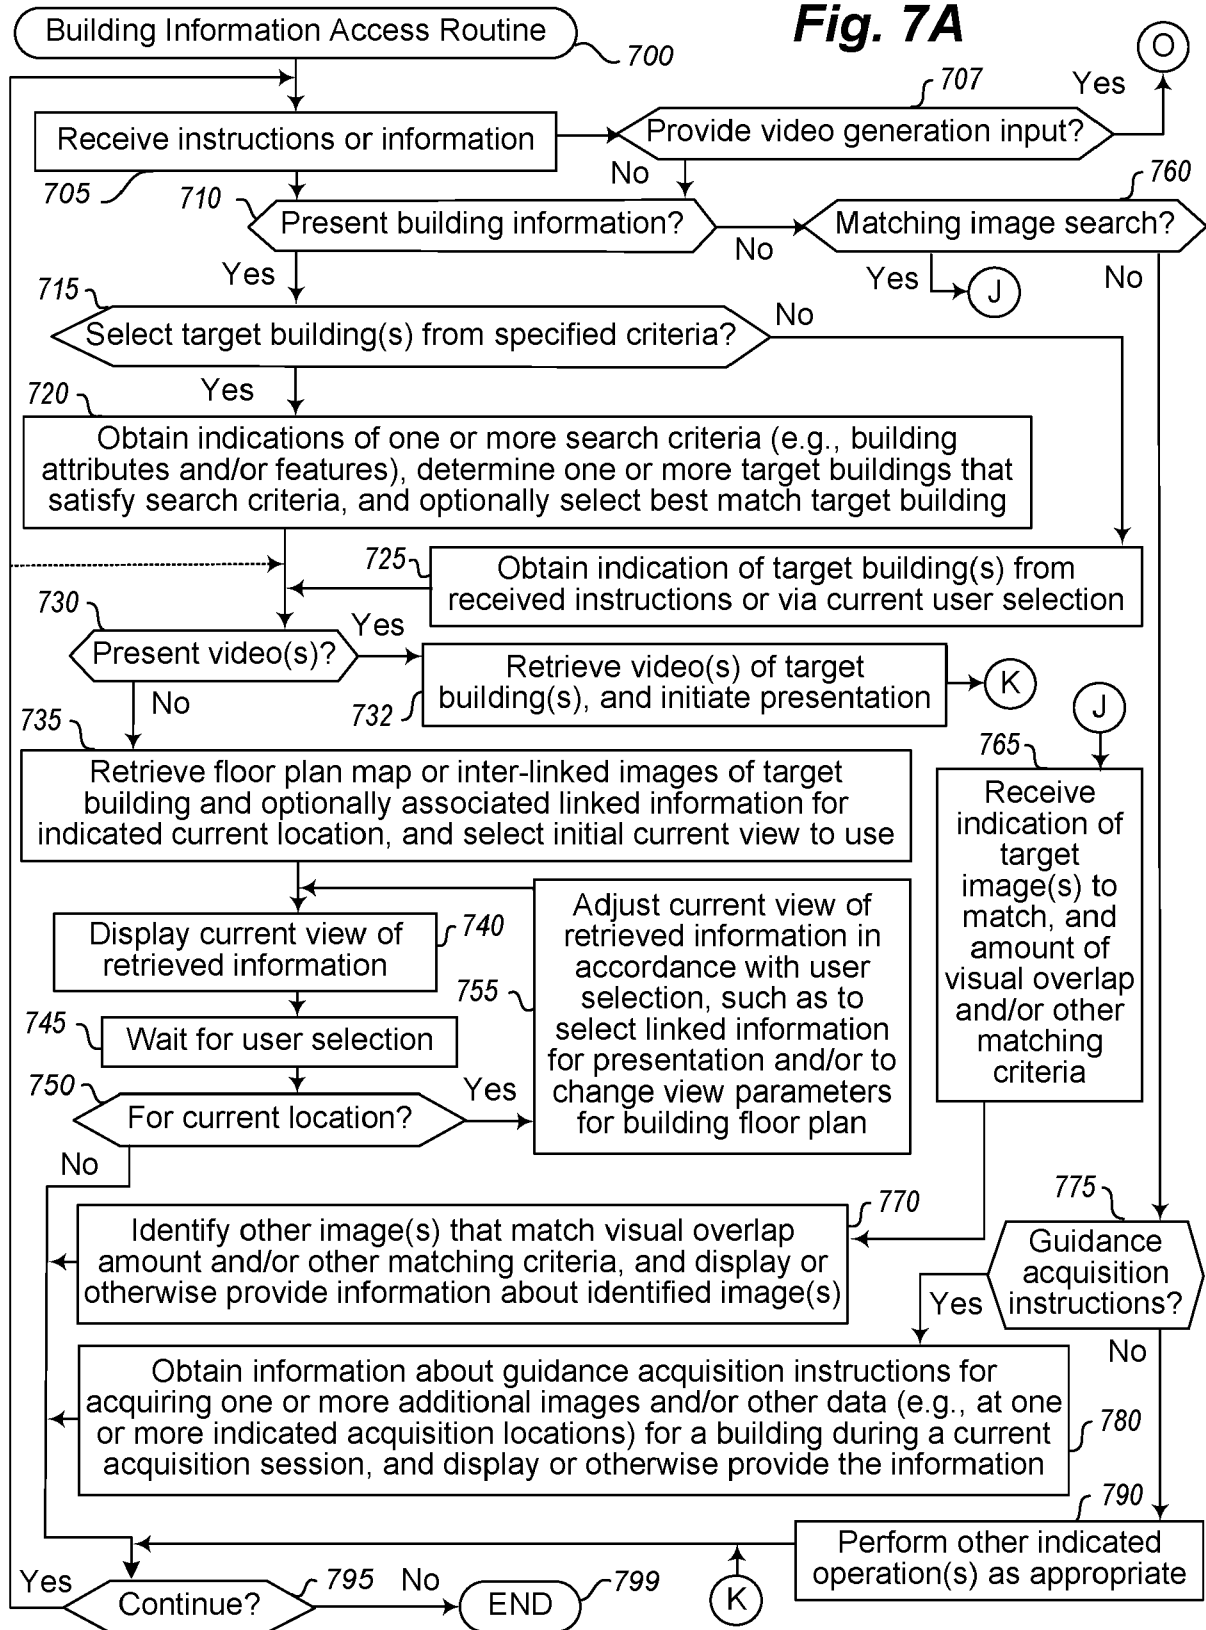 Building Information Access Routine
700
Fig. 7A
O
Yes
707
Receive instructions or information
Provide video generation input?
705
No
760
710
Present building information?
Matching image search?
No
Yes
Yes
J
No
715
Select target building(s) from specified criteria?
No
Yes
720
Obtain indications of one or more search criteria (e.g., building
attributes and/or features), determine one or more target buildings that
satisfy search criteria, and optionally select best match target building
725
Obtain indication of target building(s) from
received instructions or via current user selection
730
Present video(s)?
Yes
Retrieve video(s) of target
building(s), and initiate presentation
732
K
No
J
735
Retrieve floor plan map or inter-linked images of target
building and optionally associated linked information for
indicated current location, and select initial current view to use
765
Receive
indication of
target
image(s) to
match, and
amount of
visual overlap
and/or other
matching
criteria
Display current view of
retrieved information
740
755
Adjust current view of
retrieved information in
accordance with user
selection, such as to
select linked information
for presentation and/or to
change view parameters
for building floor plan
745
Wait for user selection
750
For current location?
Yes
No
770
Identify other image(s) that match visual overlap
amount and/or other matching criteria, and display or
otherwise provide information about identified image(s)
775
Guidance
acquisition
instructions?
Yes
No
Obtain information about guidance acquisition instructions for
acquiring one or more additional images and/or other data (e.g., at one
or more indicated acquisition locations) for a building during a current
acquisition session, and display or otherwise provide the information
780
790
Perform other indicated
operation(s) as appropriate
K
Yes
Continue?
795
No
END
799